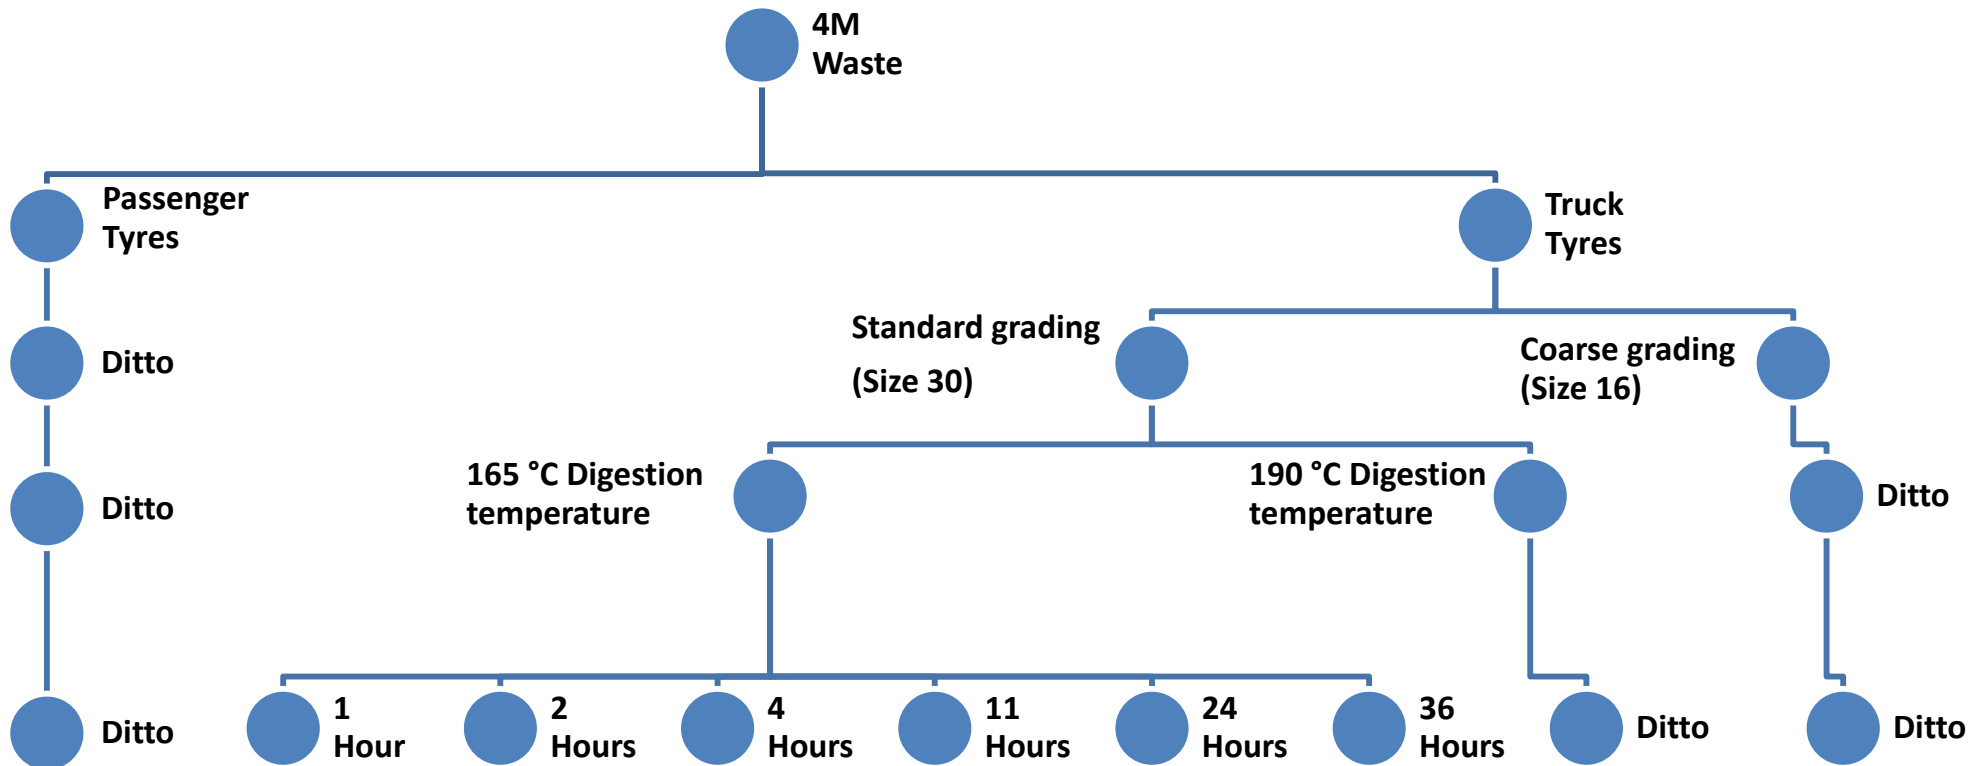 4M
Waste
Passenger
Tyres
Truck
Tyres
Ditto
Standard grading
(Size 30)
Coarse grading
(Size 16)
Ditto
165 °C Digestion
temperature
190 °C Digestion
temperature
Ditto
Ditto
1
Hour
2
Hours
4
Hours
11
Hours
24
Hours
36
Hours
Ditto
Ditto